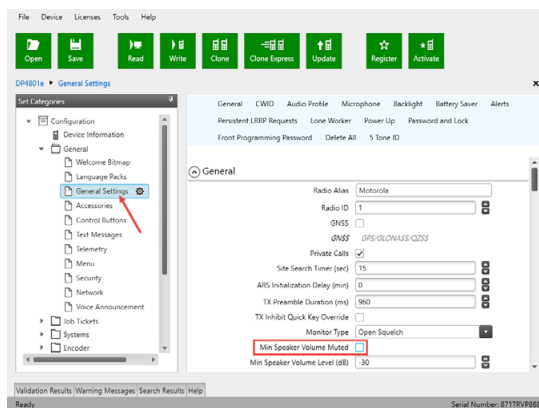 File Device Licenses Tools Help
Open Save Read Write Clone Clone Express Update Register Activate
DP4801e General Settings x
Set Categories
Configuration
Device Information
General
Welcome Bitmap
Language Packs
General Settings
Accessories
Control Buttons
Text Messages
Telemetry
Menu
Security
Network
Voice Announcement
Job Tickets
Systems
Encoder
General CWID Audio Profile Microphone Backlight Battery Saver Alerts
Persistent LRRP Requests Lone Worker Power Up Password and Lock
Front Programming Password Delete All 5 Tone ID
General
Radio Alias Motorola
Radio ID 1
GNSS
GNSS GPS/GLONASS/QZSS
Private Calls
Site Search Timer (sec) 15
ARS Initialization Delay (min) 0
TX Preamble Duration (ms) 960
TX Inhibit Quick Key Override
Monitor Type Open Squelch
Min Speaker Volume Muted
Min Speaker Volume Level (dB) -30
Validation Results Warning Messages Search Results Help
Ready Serial Number: 871TRVP888